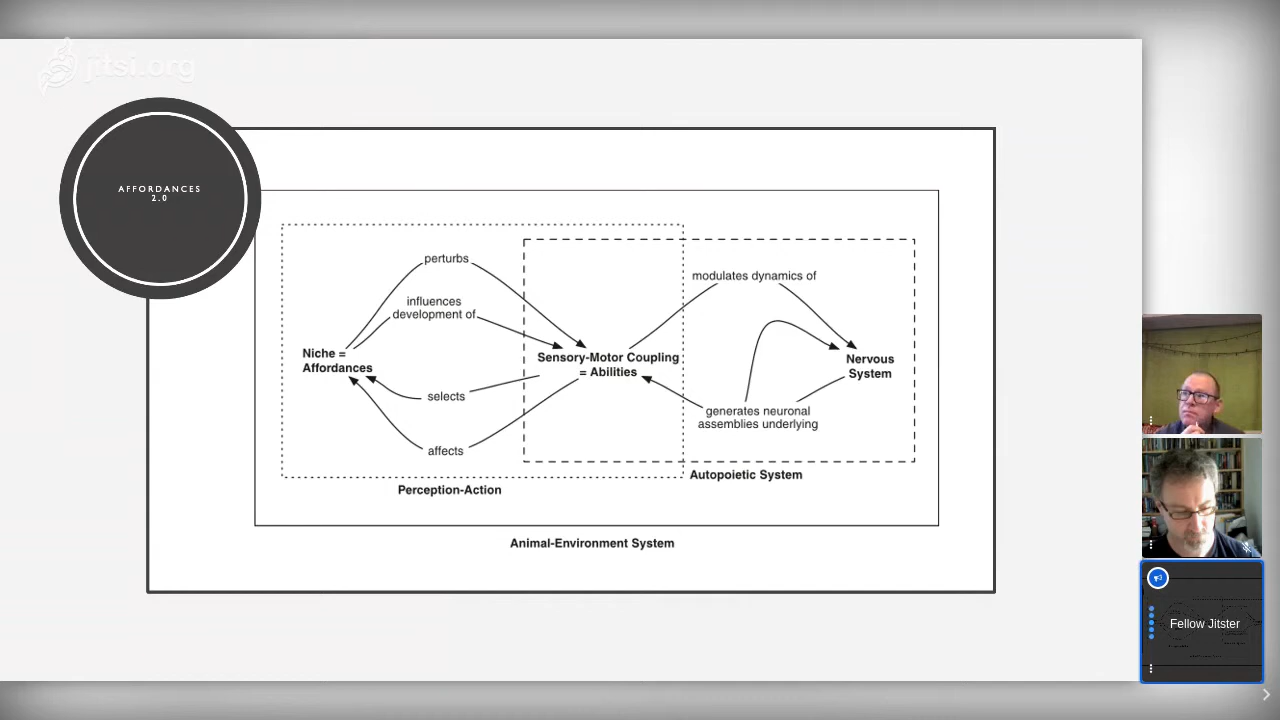 jitsi.org
AFFORDANCES
2.0
perturbs
influences
development of
Niche =
Affordances
selects
affects
Sensory-Motor Coupling
= Abilities
modulates dynamics of
Nervous
System
generates neuronal
assemblies underlying
Perception-Action
Autopoietic System
Animal-Environment System
Fellow Jitster